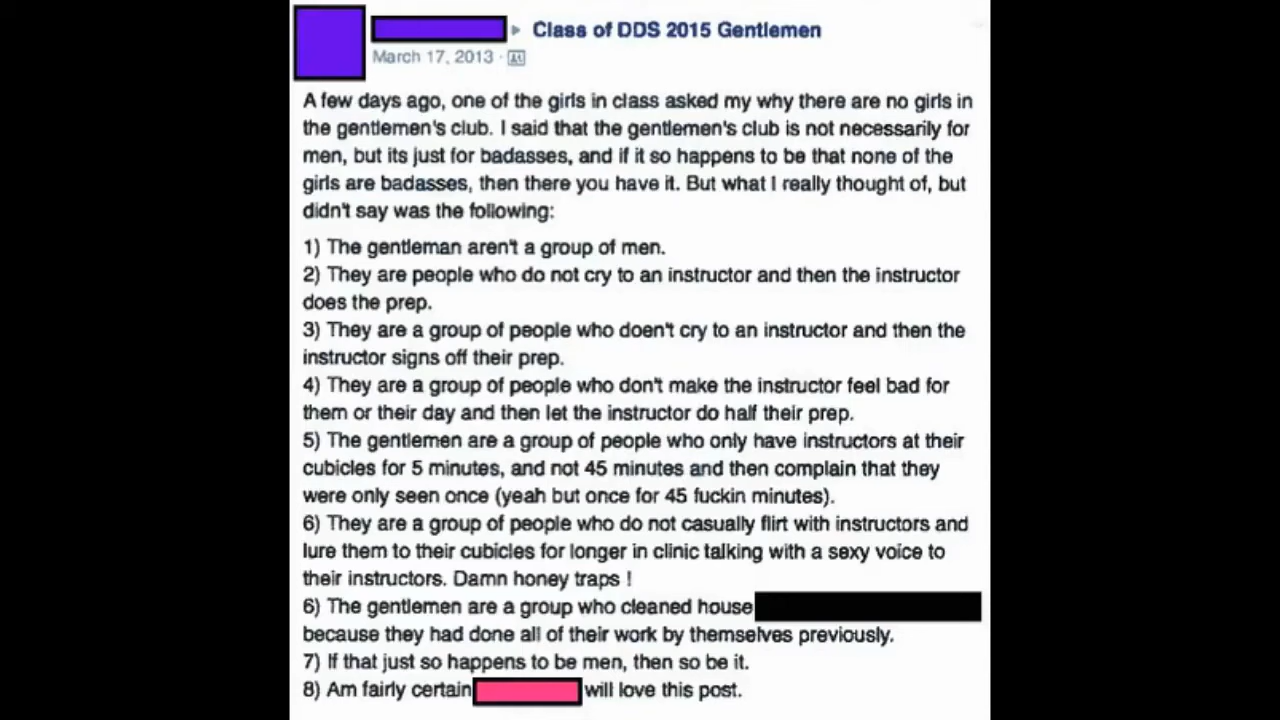 Class of DDS 2015 Gentlemen
March 17, 2013 ·
A few days ago, one of the girls in class asked my why there are no girls in
the gentlemen's club. I said that the gentlemen's club is not necessarily for
men, but its just for badasses, and if it so happens to be that none of the
girls are badasses, then there you have it. But what I really thought of, but
didn't say was the following:
1) The gentleman aren't a group of men.
2) They are people who do not cry to an instructor and then the instructor
does the prep.
3) They are a group of people who doen't cry to an instructor and then the
instructor signs off their prep.
4) They are a group of people who don't make the instructor feel bad for
them or their day and then let the instructor do half their prep.
5) The gentlemen are a group of people who only have instructors at their
cubicles for 5 minutes, and not 45 minutes and then complain that they
were only seen once (yeah but once for 45 fuckin minutes).
6) They are a group of people who do not casually flirt with instructors and
lure them to their cubicles for longer in clinic talking with a sexy voice to
their instructors. Damn honey traps !
6) The gentlemen are a group who cleaned house
because they had done all of their work by themselves previously.
7) If that just so happens to be men, then so be it.
8) Am fairly certain will love this post.